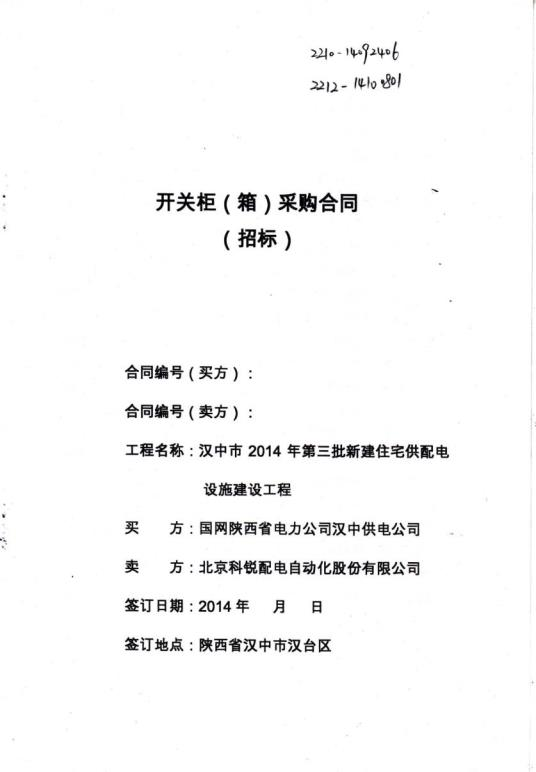 2210-14092406
2212-1410801
开关柜（箱）采购合同
（招标）
合同编号（买方）：
合同编号（卖方）：
工程名称：汉中市 2014 年第三批新建住宅供配电
设施建设工程
买 方：国网陕西省电力公司汉中供电公司
卖 方：北京科锐配电自动化股份有限公司
签订日期：2014 年 月 日
签订地点：陕西省汉中市汉台区